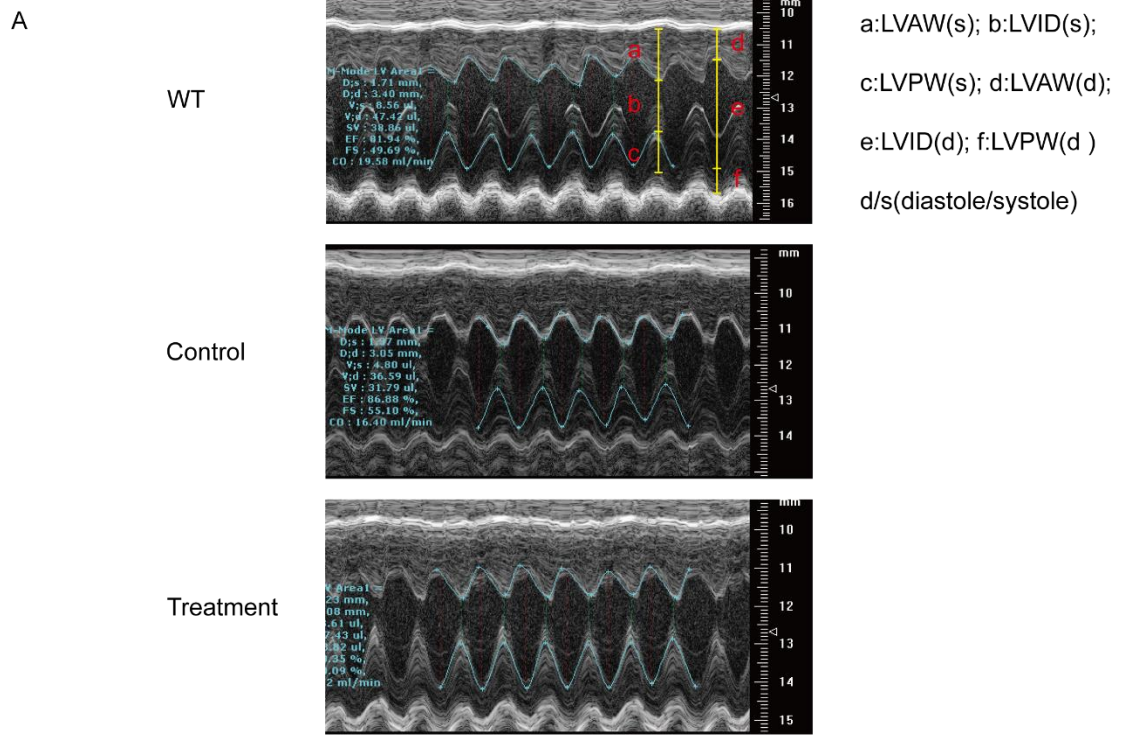 A
WT
M-Mode LV Area1 =
D;s : 1.71 mm,
D;d : 3.40 mm,
V;s : 8.56 ul,
V;d : 47.42 ul,
SV : 38.86 ul,
EF : 81.94 %,
FS : 49.69 %,
CO : 19.58 ml/min
a
b
c
d
e
f
mm
10
11
12
13
14
15
16
a:LVAW(s); b:LVID(s);
c:LVPW(s); d:LVAW(d);
e:LVID(d); f:LVPW(d )
d/s(diastole/systole)
Control
M-Mode LV Area1 =
D;s : 1.37 mm,
D;d : 3.05 mm,
V;s : 4.80 ul,
V;d : 36.59 ul,
SV : 31.79 ul,
EF : 86.88 %,
FS : 55.10 %,
CO : 16.40 ml/min
mm
10
11
12
13
14
Treatment
Area1 =
23 mm,
08 mm,
.61 ul,
7.43 ul,
.82 ul,
.35 %,
.09 %,
2 ml/min
mm
10
11
12
13
14
15